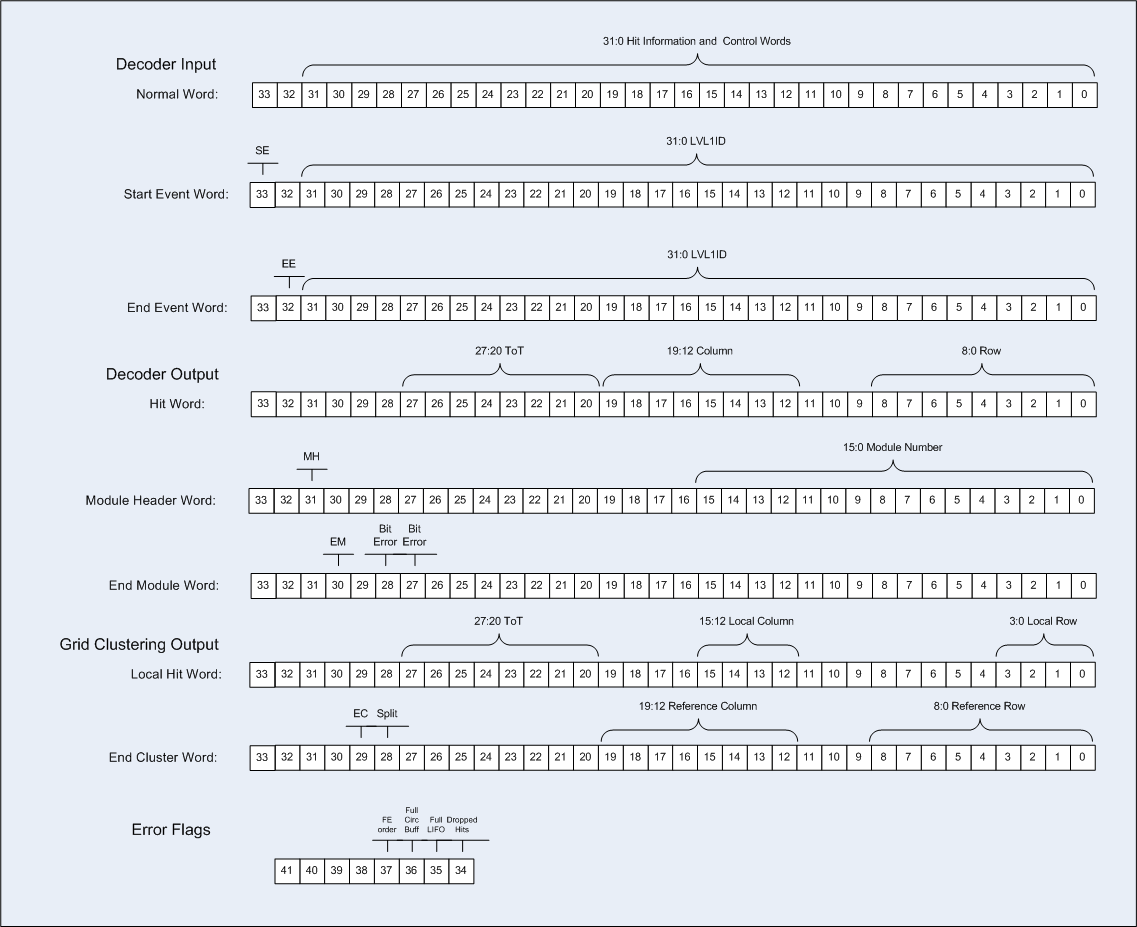 31:0 Hit Information and Control Words
Decoder Input
Normal Word: 33 32 31 30 29 28 27 26 25 24 23 22 21 20 19 18 17 16 15 14 13 12 11 10 9 8 7 6 5 4 3 2 1 0
31:0 LVL1ID
SE
Start Event Word: 33 32 31 30 29 28 27 26 25 24 23 22 21 20 19 18 17 16 15 14 13 12 11 10 9 8 7 6 5 4 3 2 1 0
31:0 LVL1ID
EE
End Event Word: 33 32 31 30 29 28 27 26 25 24 23 22 21 20 19 18 17 16 15 14 13 12 11 10 9 8 7 6 5 4 3 2 1 0
27:20 ToT 19:12 Column 8:0 Row
Decoder Output
Hit Word: 33 32 31 30 29 28 27 26 25 24 23 22 21 20 19 18 17 16 15 14 13 12 11 10 9 8 7 6 5 4 3 2 1 0
15:0 Module Number
MH
Module Header Word: 33 32 31 30 29 28 27 26 25 24 23 22 21 20 19 18 17 16 15 14 13 12 11 10 9 8 7 6 5 4 3 2 1 0
Bit Bit
EM Error Error
End Module Word: 33 32 31 30 29 28 27 26 25 24 23 22 21 20 19 18 17 16 15 14 13 12 11 10 9 8 7 6 5 4 3 2 1 0
27:20 ToT 15:12 Local Column 3:0 Local Row
Grid Clustering Output
Local Hit Word: 33 32 31 30 29 28 27 26 25 24 23 22 21 20 19 18 17 16 15 14 13 12 11 10 9 8 7 6 5 4 3 2 1 0
19:12 Reference Column 8:0 Reference Row
EC Split
End Cluster Word: 33 32 31 30 29 28 27 26 25 24 23 22 21 20 19 18 17 16 15 14 13 12 11 10 9 8 7 6 5 4 3 2 1 0
Full
FE Circ Full Dropped
Error Flags order Buff LIFO Hits
41 40 39 38 37 36 35 34